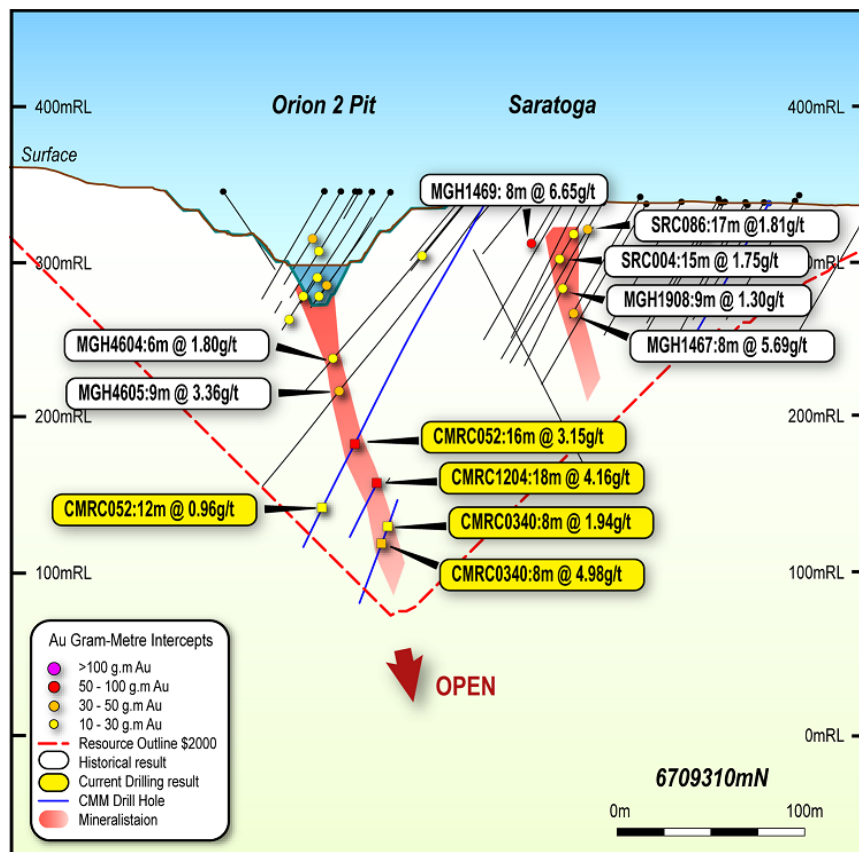 Orion 2 Pit
Saratoga
400mRL
400mRL
Surface
MGH1469: 8m @ 6.65g/t
SRC086:17m @1.81g/t
300mRL
SRC004:15m @ 1.75g/t
MGH1908:9m @ 1.30g/t
MGH4604:6m @ 1.80g/t
MGH1467:8m @ 5.69g/t
MGH4605:9m @ 3.36g/t
200mRL
200mRL
CMRC052:16m @ 3.15g/t
CMRC1204:18m @ 4.16g/t
CMRC052:12m @ 0.96g/t
CMRC0340:8m @ 1.94g/t
CMRC0340:8m @ 4.98g/t
100mRL
100mRL
Au Gram-Metre Intercepts
>100 g.m Au
50 - 100 g.m Au
30 - 50 g.m Au
10 - 30 g.m Au
Resource Outline $2000
Historical result
Current Drilling result
CMM Drill Hole
Mineralistaion
OPEN
0mRL
0mRL
6709310mN
0m
100m